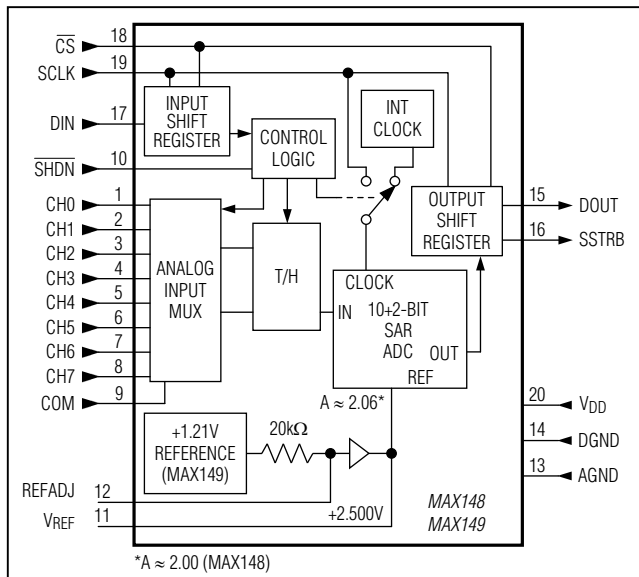 CS 18
SCLK 19
DIN 17
SHDN 10
CH0 1
CH1 2
CH2 3
CH3 4
CH4 5
CH5 6
CH6 7
CH7 8
COM 9
INPUT
SHIFT
REGISTER
CONTROL
LOGIC
INT
CLOCK
OUTPUT
SHIFT
REGISTER
15 DOUT
16 SSTRB
ANALOG
INPUT
MUX
T/H
CLOCK
IN
10+2-BIT
SAR
ADC
OUT
REF
A ≈ 2.06*
20 VDD
14 DGND
13 AGND
+1.21V
REFERENCE
(MAX149)
20kΩ
REFADJ 12
VREF 11
+2.500V
MAX148
MAX149
*A ≈ 2.00 (MAX148)